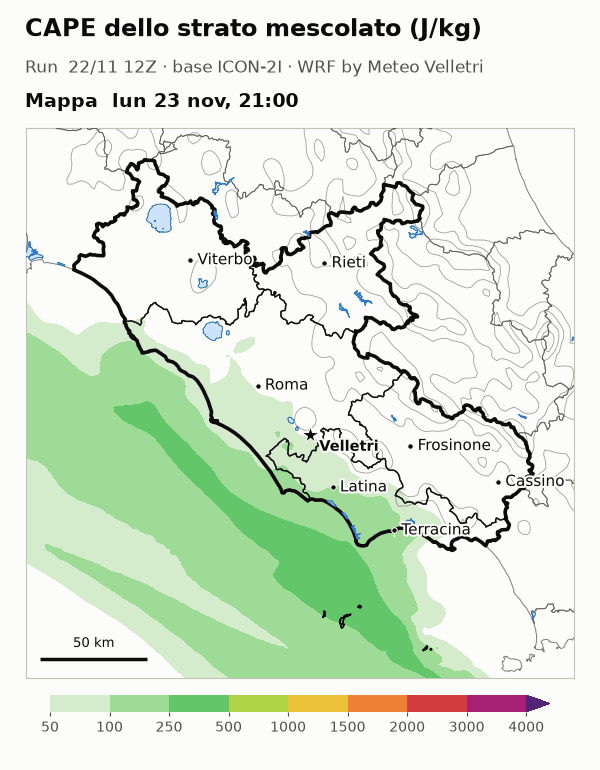 CAPE dello strato mescolato (J/kg)
Run  22/11 12Z · base ICON-2I · WRF by Meteo Velletri
Mappa  lun 23 nov, 21:00
Viterbo
Rieti
Roma
Velletri
Frosinone
Latina
Cassino
Terracina
50 km
50 100 250 500 1000 1500 2000 3000 4000